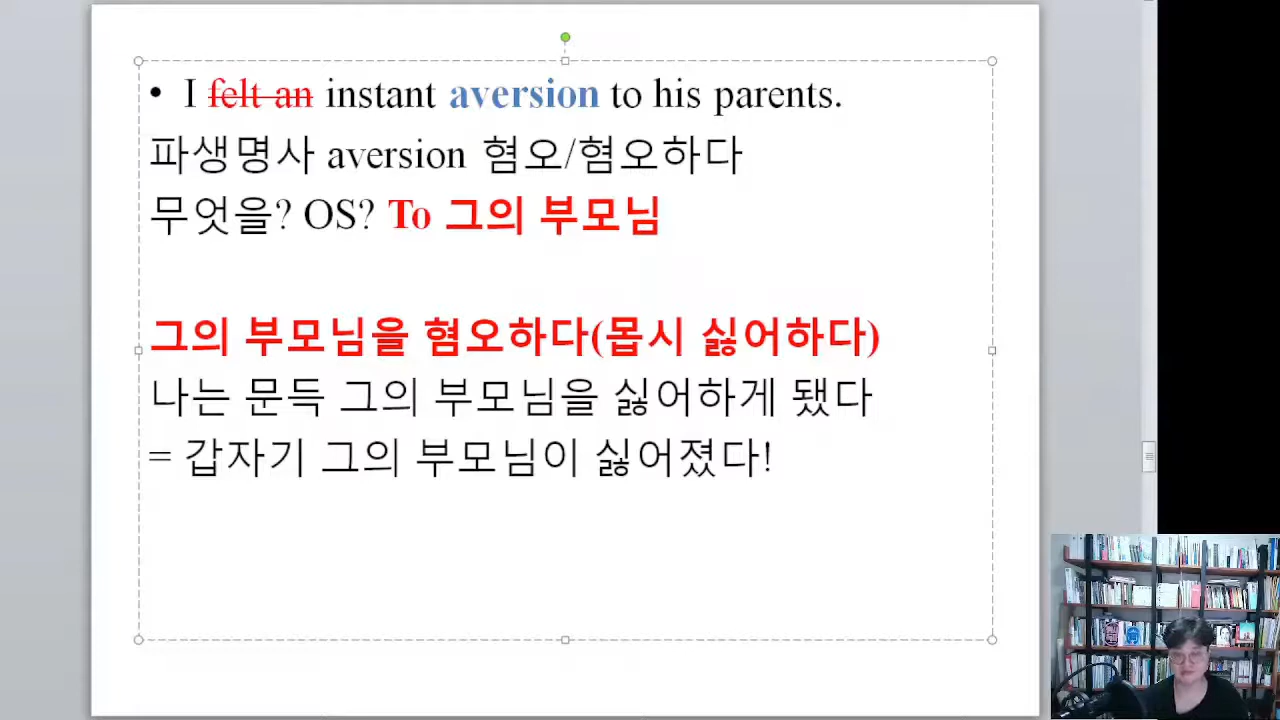 • I felt an instant aversion to his parents.
파생명사 aversion 혐오/혐오하다
무엇을? OS? To 그의 부모님
그의 부모님을 혐오하다(몹시 싫어하다)
나는 문득 그의 부모님을 싫어하게 됐다
= 갑자기 그의 부모님이 싫어졌다!